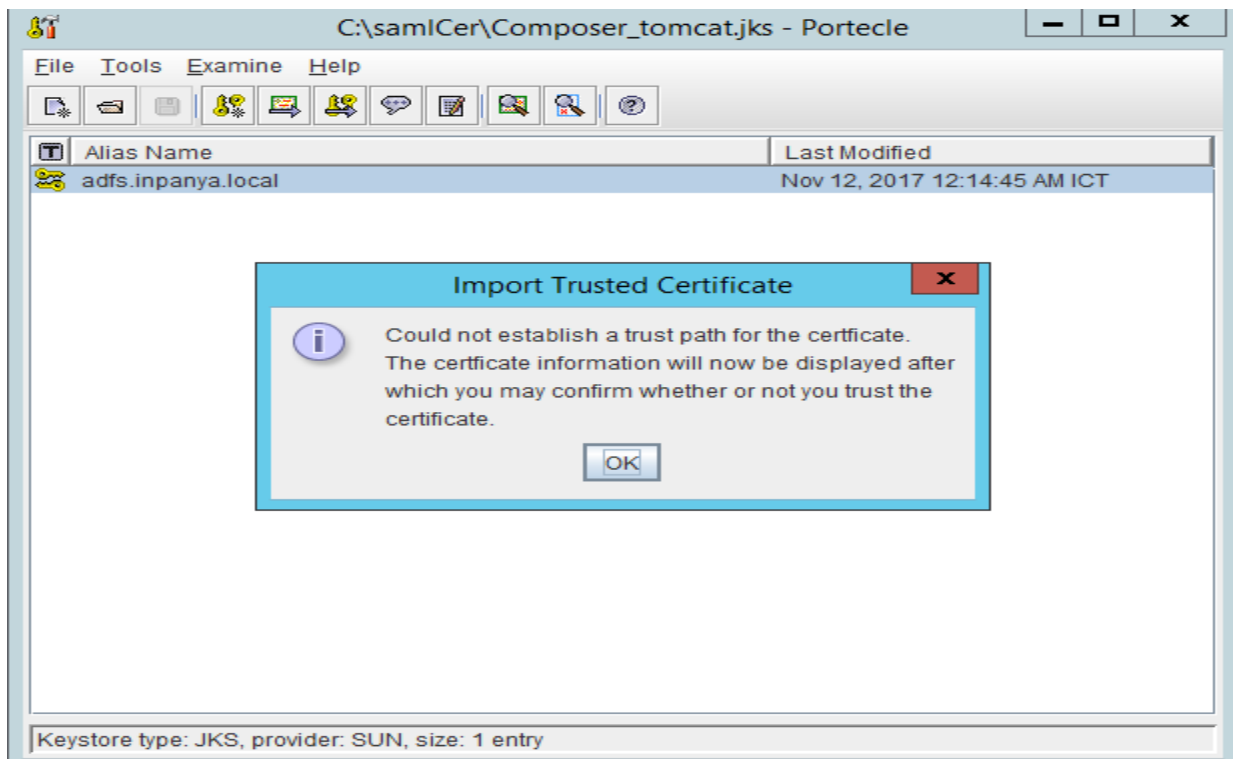 C:\samlCer\Composer_tomcat.jks - Portecle
File Tools Examine Help
T Alias Name Last Modified
adfs.inpanya.local Nov 12, 2017 12:14:45 AM ICT
Import Trusted Certificate
Could not establish a trust path for the certficate.
The certficate information will now be displayed after
which you may confirm whether or not you trust the
certificate.
OK
Keystore type: JKS, provider: SUN, size: 1 entry